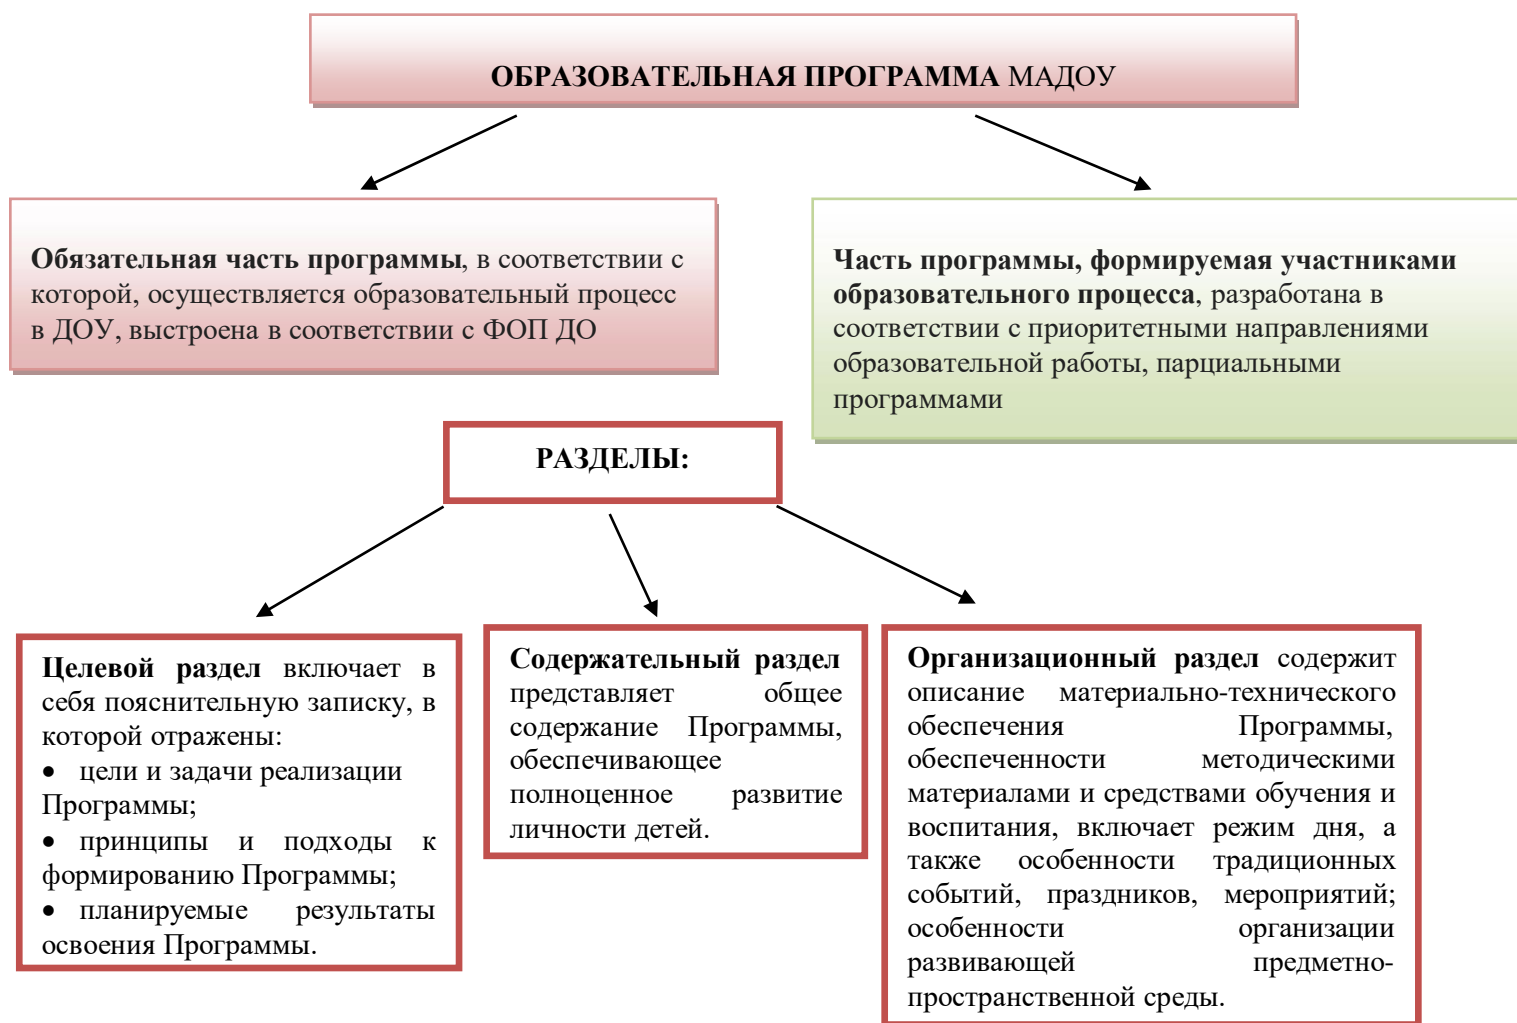 ОБРАЗОВАТЕЛЬНАЯ ПРОГРАММА МАДОУ
Обязательная часть программы, в соответствии с
которой, осуществляется образовательный процесс
в ДОУ, выстроена в соответствии с ФОП ДО
Часть программы, формируемая участниками
образовательного процесса, разработана в
соответствии с приоритетными направлениями
образовательной работы, парциальными
программами
РАЗДЕЛЫ:
Целевой раздел включает в
себя пояснительную записку, в
которой отражены:
• цели и задачи реализации
Программы;
• принципы и подходы к
формированию Программы;
• планируемые результаты
освоения Программы.
Содержательный раздел
представляет общее
содержание Программы,
обеспечивающее
полноценное развитие
личности детей.
Организационный раздел содержит
описание материально-технического
обеспечения Программы,
обеспеченности методическими
материалами и средствами обучения и
воспитания, включает режим дня, а
также особенности традиционных
событий, праздников, мероприятий;
особенности организации
развивающей предметно-
пространственной среды.